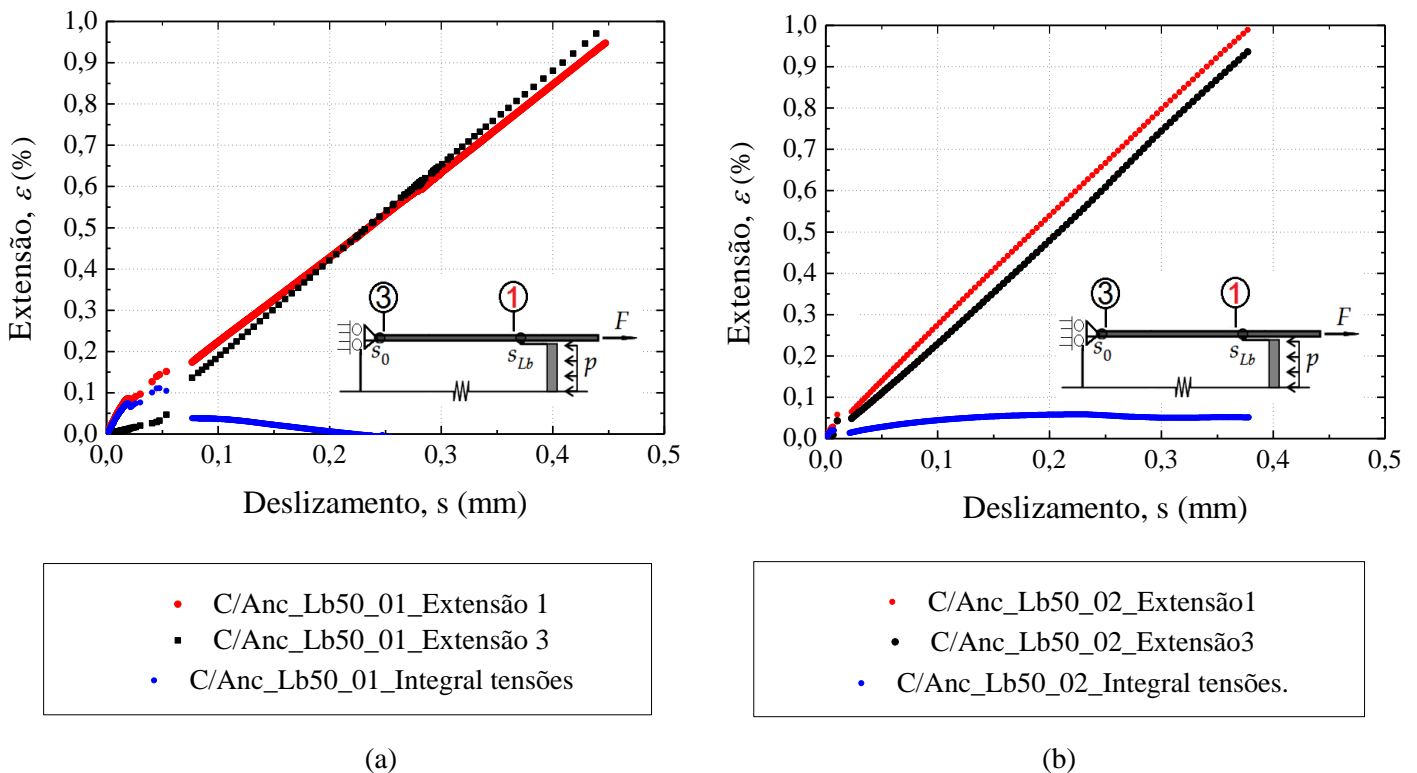 1,0
0,9
0,8
0,7
0,6
0,5
0,4
0,3
0,2
0,1
0,0
Extensão, ε (%)
0,0 0,1 0,2 0,3 0,4 0,5
Deslizamento, s (mm)
3 1 F
s0 sLb p
C/Anc_Lb50_01_Extensão 1
C/Anc_Lb50_01_Extensão 3
C/Anc_Lb50_01_Integral tensões
(a)
1,0
0,9
0,8
0,7
0,6
0,5
0,4
0,3
0,2
0,1
0,0
Extensão, ε (%)
0,0 0,1 0,2 0,3 0,4 0,5
Deslizamento, s (mm)
3 1 F
s0 sLb p
C/Anc_Lb50_02_Extensão1
C/Anc_Lb50_02_Extensão3
C/Anc_Lb50_02_Integral tensões.
(b)